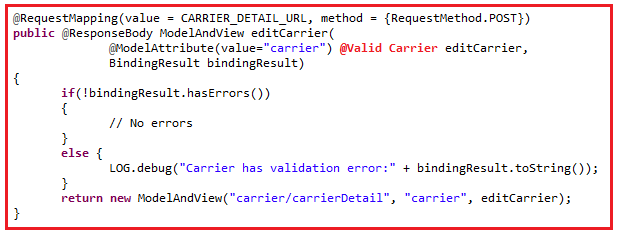 @RequestMapping(value = CARRIER_DETAIL_URL, method = {RequestMethod.POST})
public @ResponseBody ModelAndView editCarrier(
@ModelAttribute(value="carrier") @Valid Carrier editCarrier,
BindingResult bindingResult)
{
if(!bindingResult.hasErrors())
{
// No errors
}
else {
LOG.debug("Carrier has validation error:" + bindingResult.toString());
}
return new ModelAndView("carrier/carrierDetail", "carrier", editCarrier);
}